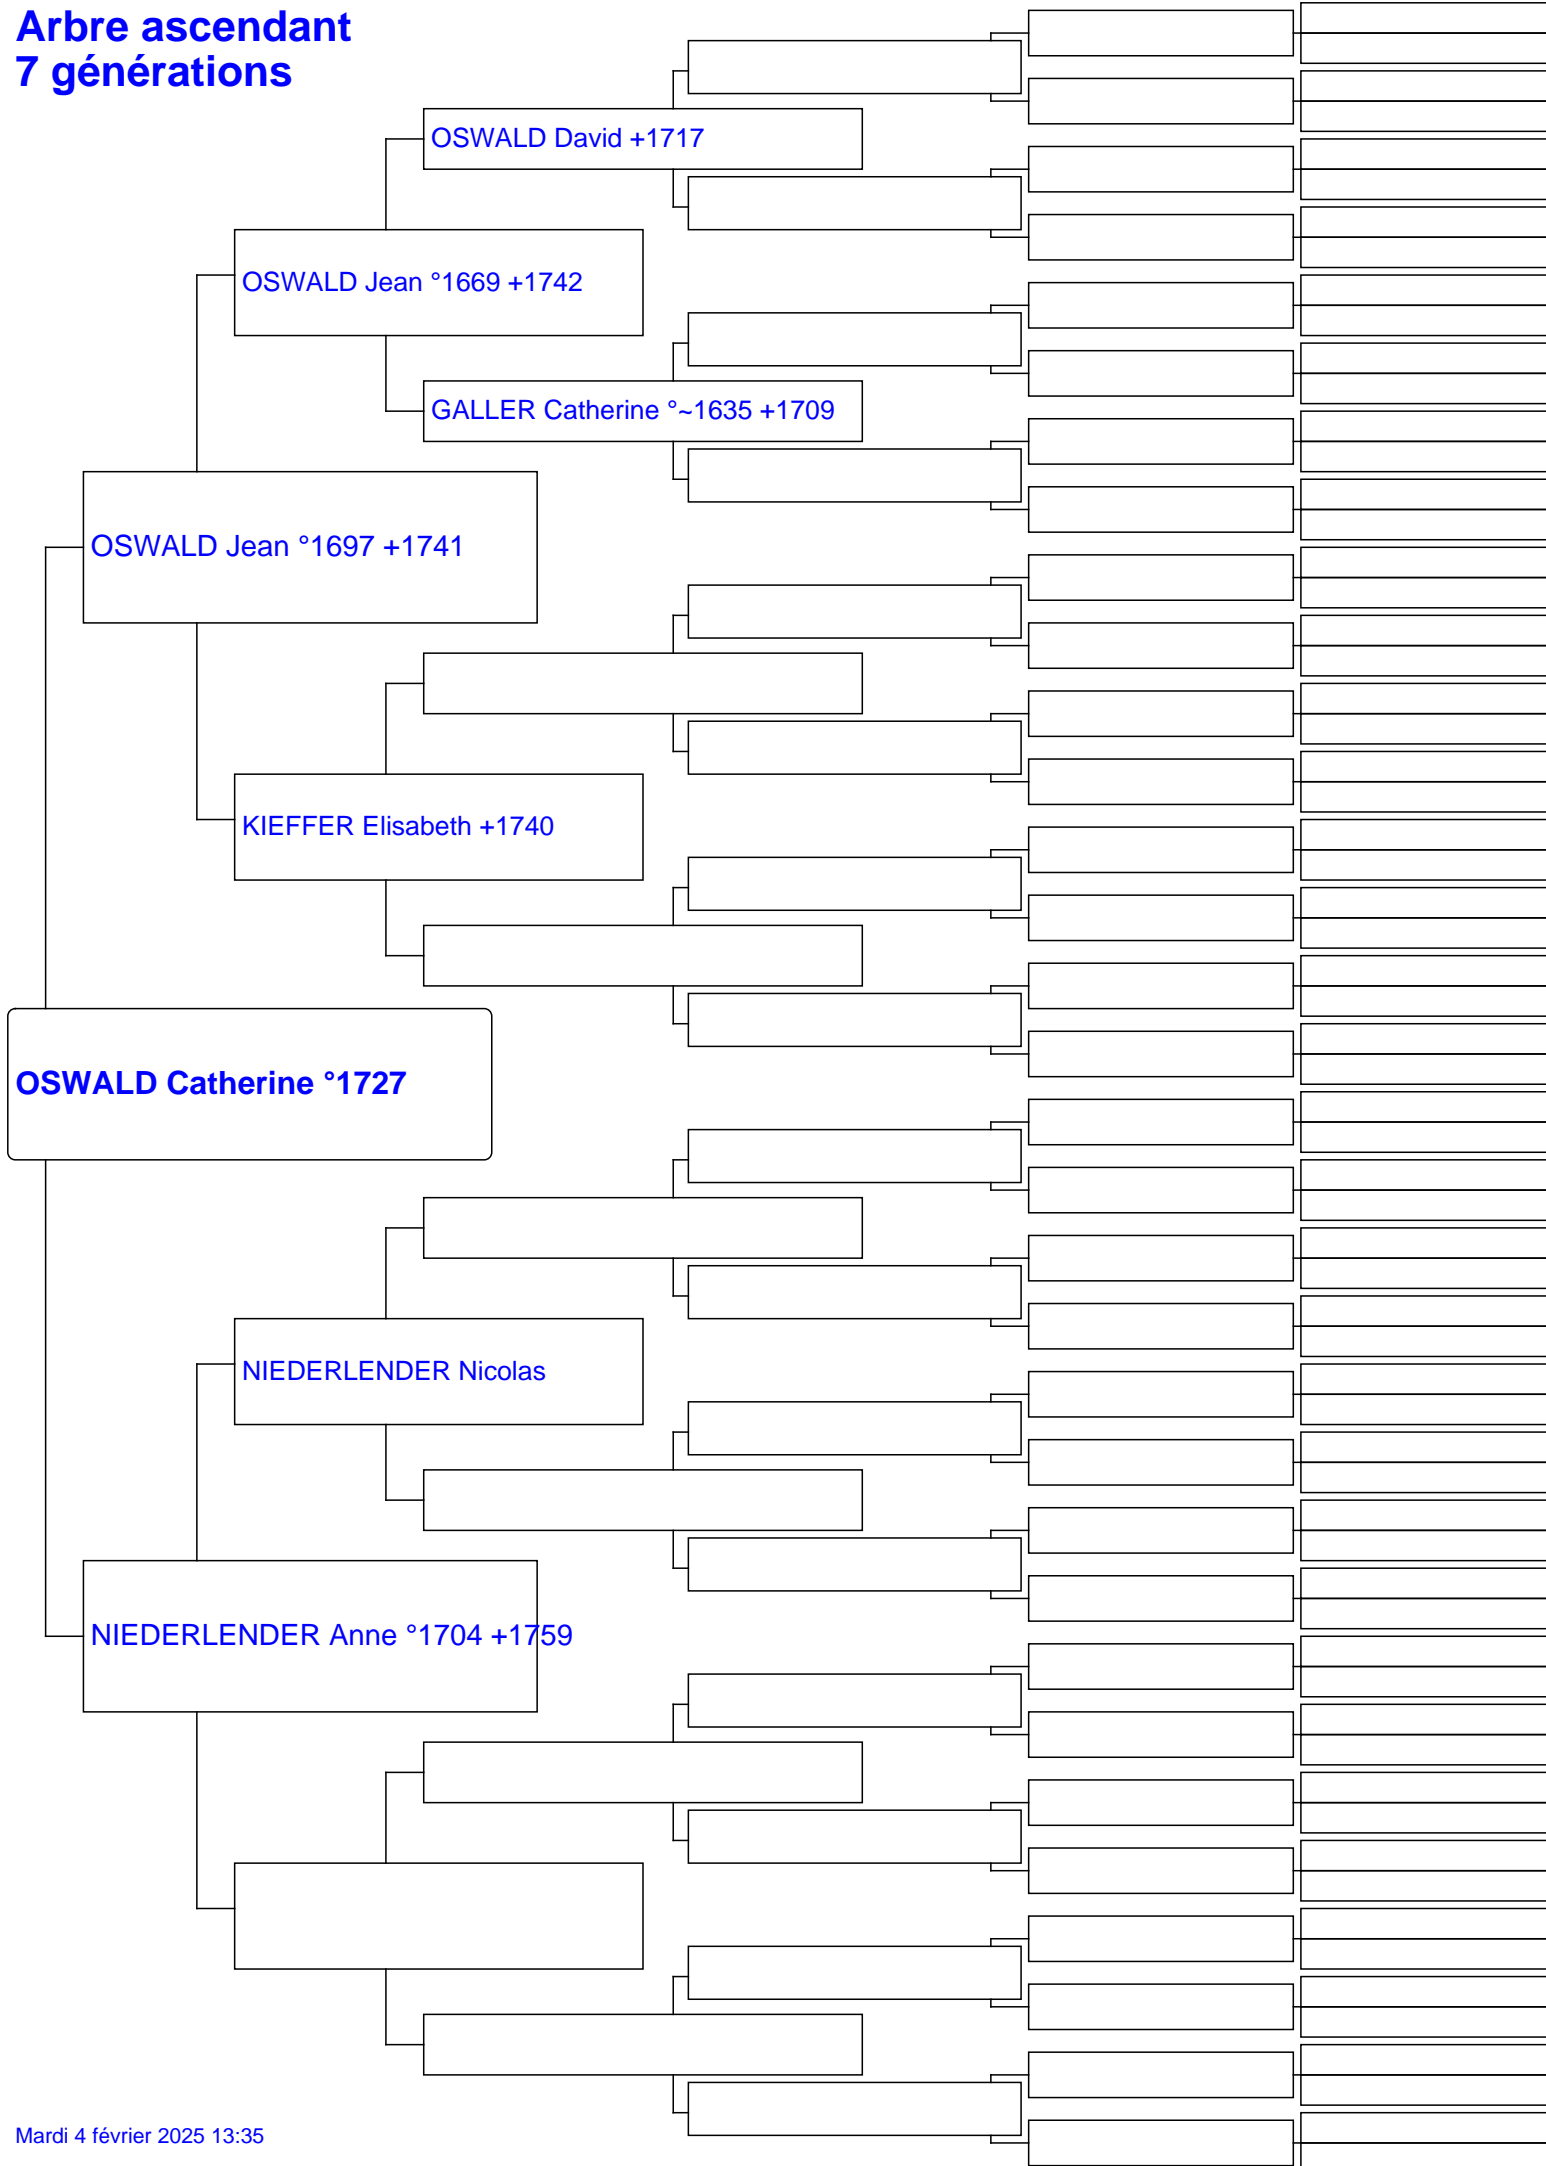 Arbre ascendant
7 générations
OSWALD David +1717
OSWALD Jean °1669 +1742
GALLER Catherine °~1635 +1709
OSWALD Jean °1697 +1741
KIEFFER Elisabeth +1740
OSWALD Catherine °1727
NIEDERLENDER Nicolas
NIEDERLENDER Anne °1704 +1759
Mardi 4 février 2025 13:35